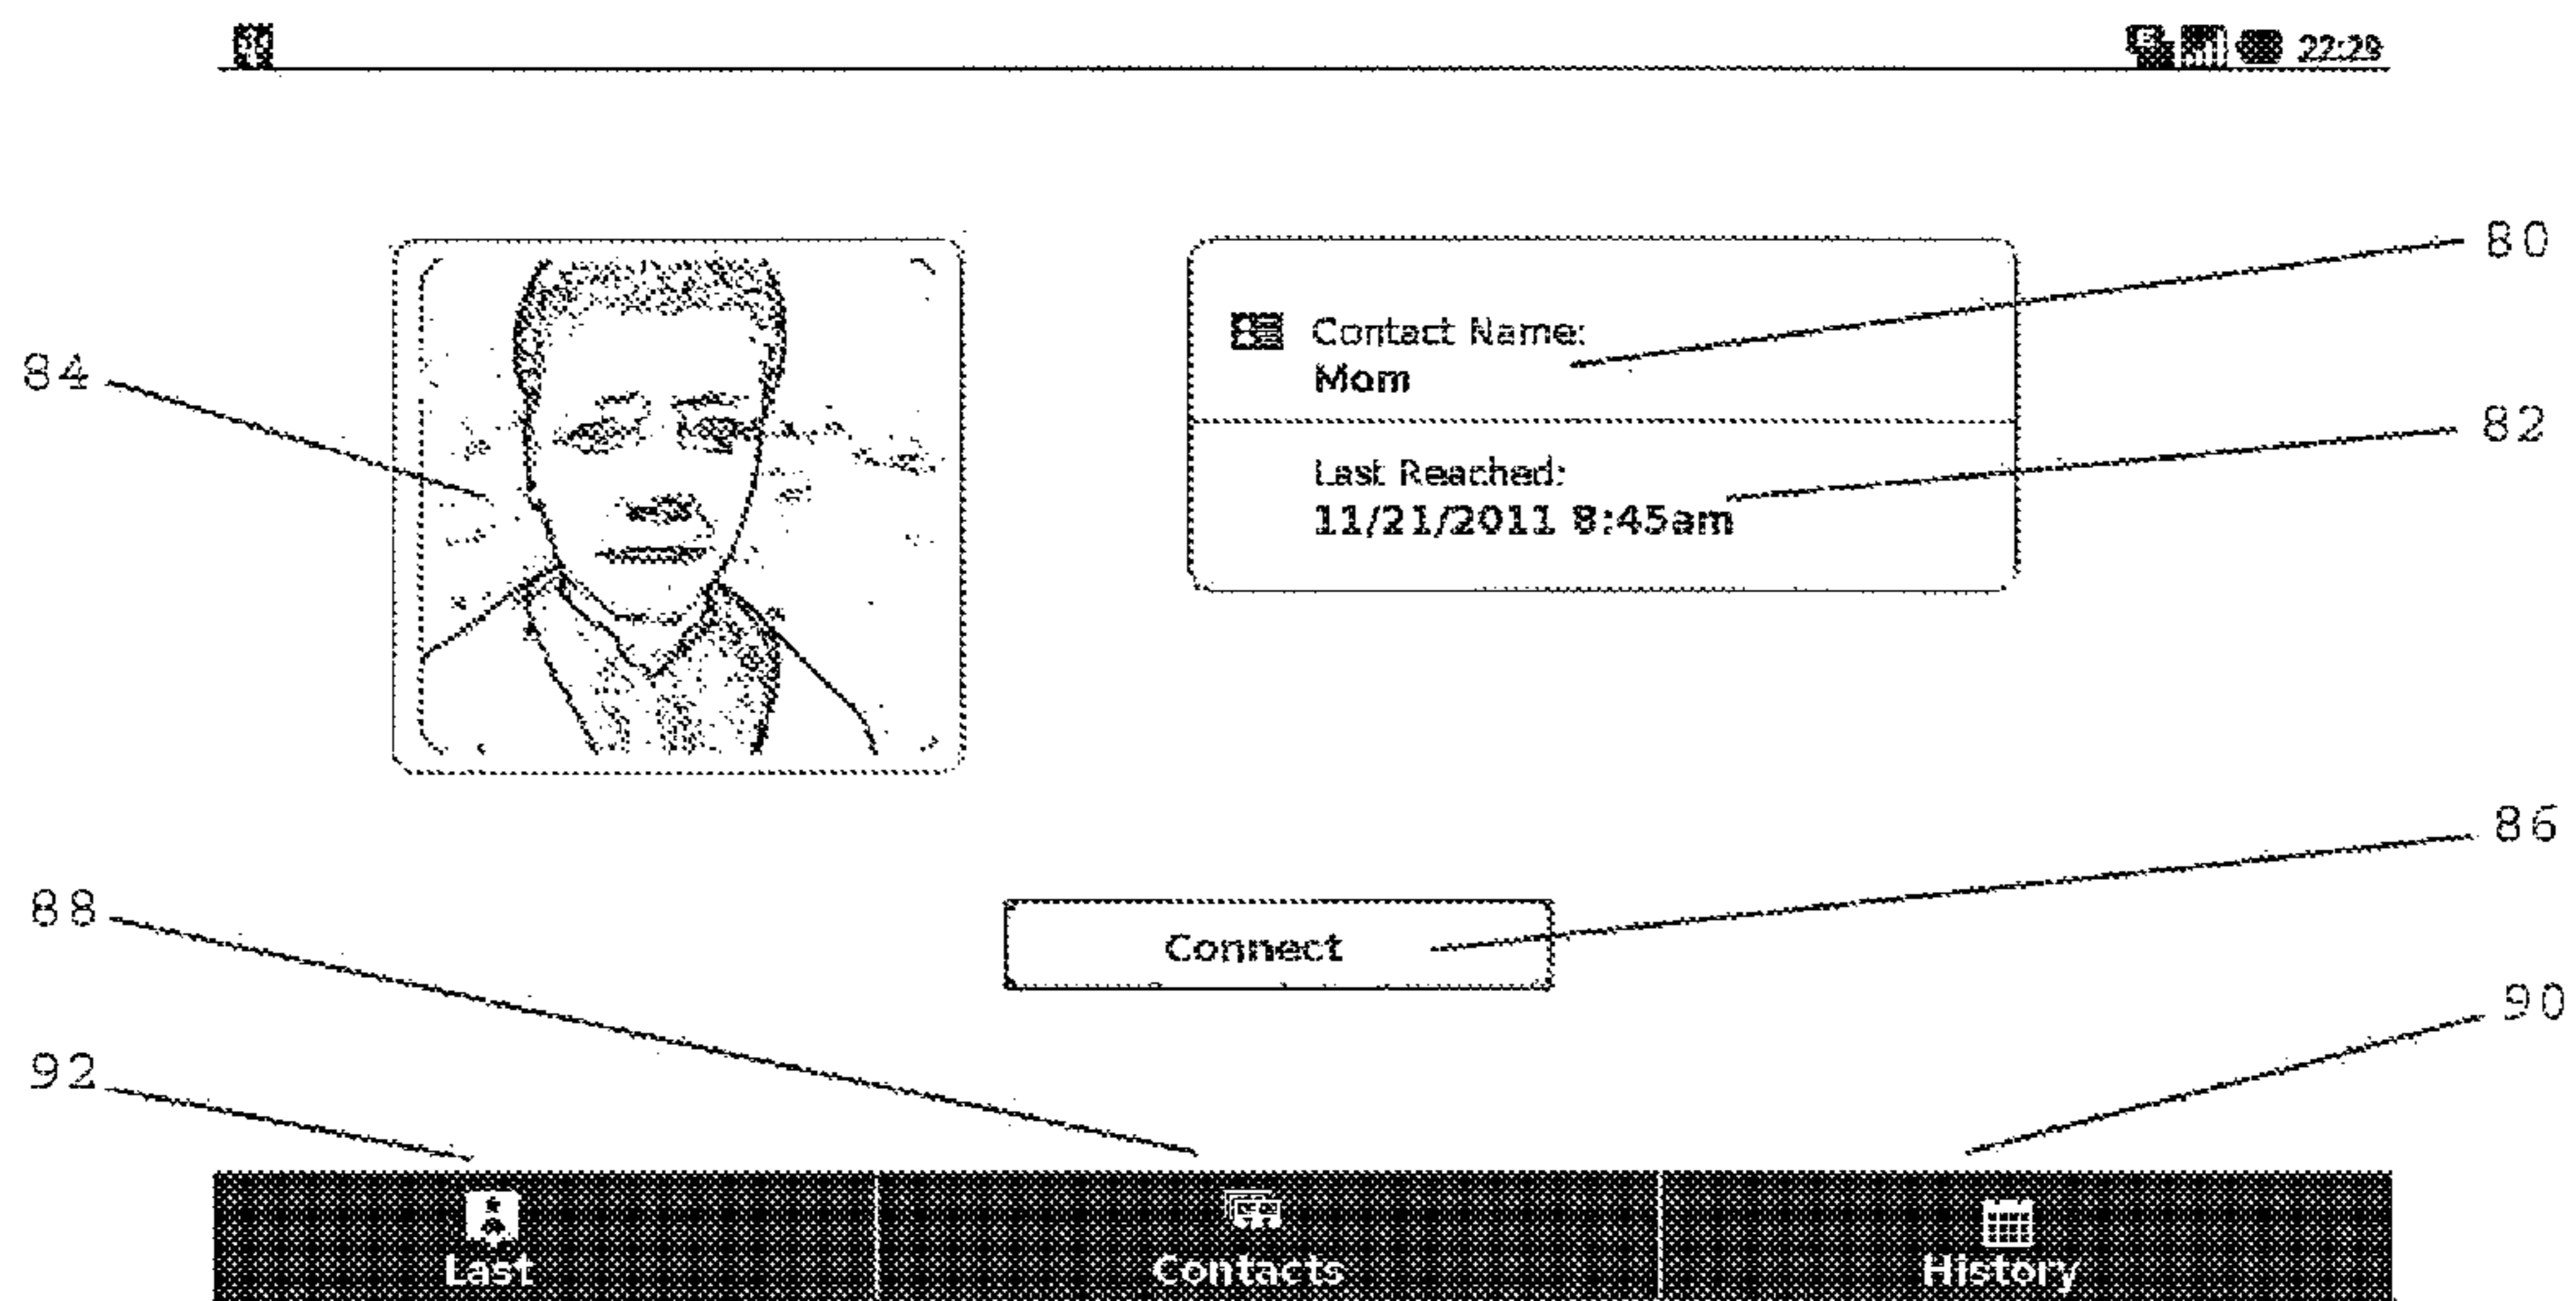 22:28
80
Contact Name:
Mom
84
82
Last Reached:
11/21/2011 8:45am
86
88
Connect
90
92
Last
Contacts
History